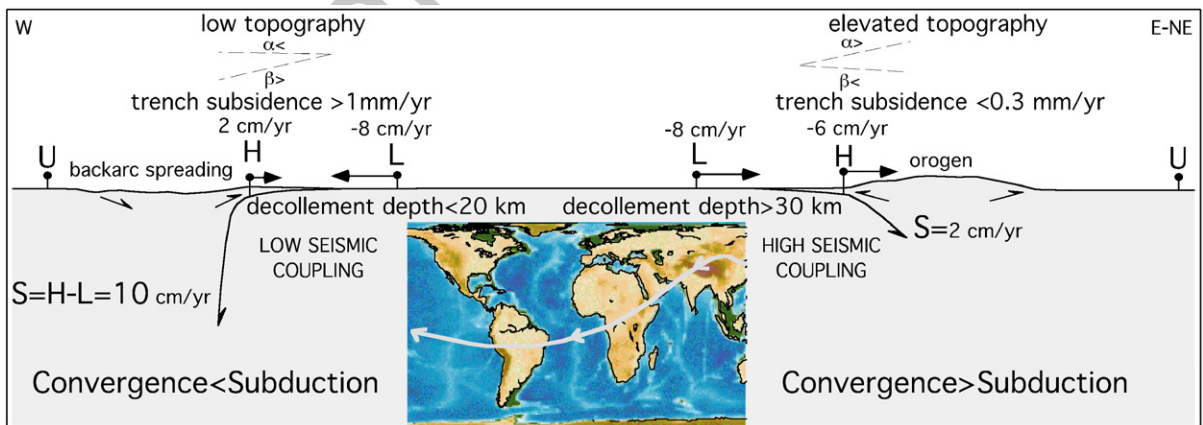 W
low topography
elevated topography
E-NE
α<
α>
β>
β<
trench subsidence >1mm/yr
trench subsidence <0.3 mm/yr
2 cm/yr
-8 cm/yr
-8 cm/yr
-6 cm/yr
U
backarc spreading
H
L
L
H
orogen
U
decollement depth<20 km
decollement depth>30 km
S=2 cm/yr
LOW SEISMIC
COUPLING
HIGH SEISMIC
COUPLING
S=H-L=10 cm/yr
Convergence<Subduction
Convergence>Subduction